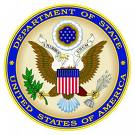 DEPARTMENT OF STATE
UNITED STATES OF AMERICA